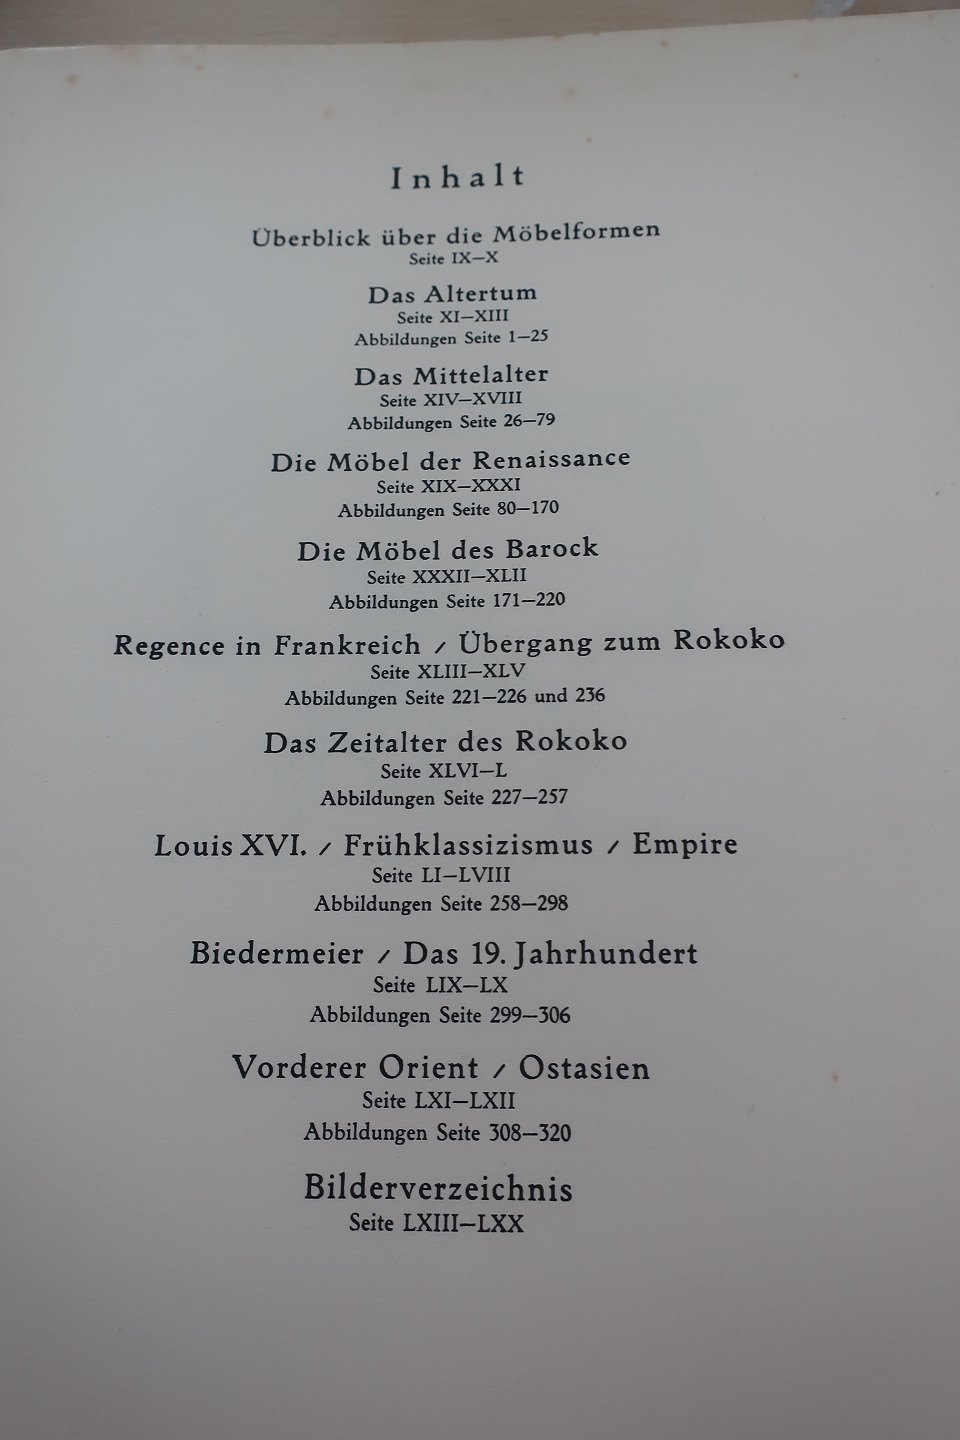 Inhalt
Überblick über die Möbelformen
Seite IX—X
Das Altertum
Seite XI—XIII
Abbildungen Seite 1—25
Das Mittelalter
Seite XIV—XVIII
Abbildungen Seite 26—79
Die Möbel der Renaissance
Seite XIX—XXXI
Abbildungen Seite 80—170
Die Möbel des Barock
Seite XXXII—XLII
Abbildungen Seite 171—220
Regence in Frankreich / Übergang zum Rokoko
Seite XLIII—XLV
Abbildungen Seite 221—226 und 236
Das Zeitalter des Rokoko
Seite XLVI—L
Abbildungen Seite 227—257
Louis XVI. / Frühklassizismus / Empire
Seite LI—LVIII
Abbildungen Seite 258—298
Biedermeier / Das 19. Jahrhundert
Seite LIX—LX
Abbildungen Seite 299—306
Vorderer Orient / Ostasien
Seite LXI—LXII
Abbildungen Seite 308—320
Bilderverzeichnis
Seite LXIII—LXX